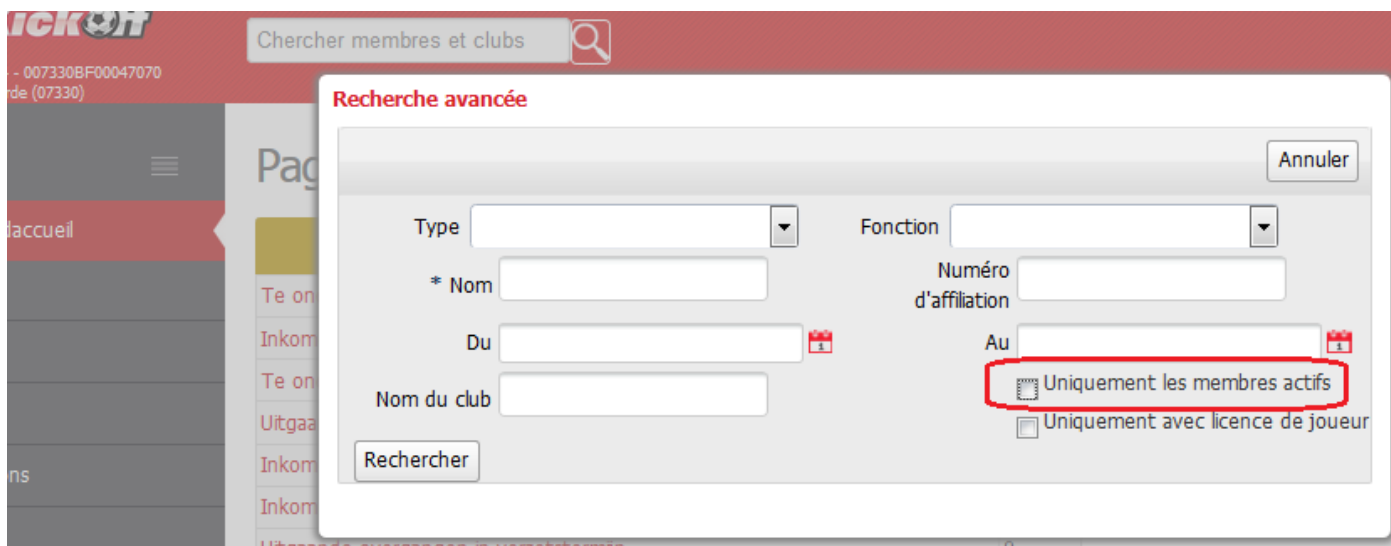 KickOff
Chercher membres et clubs
- 007330BF00047070
rde (07330)
Recherche avancée
Annuler
Pag
Type
Fonction
daccueil
* Nom
Numéro
d'affiliation
Te on
Du
Au
Inkom
Te on
Nom du club
Uniquement les membres actifs
Uitgaa
Uniquement avec licence de joueur
Rechercher
Inkom
ns
Inkom